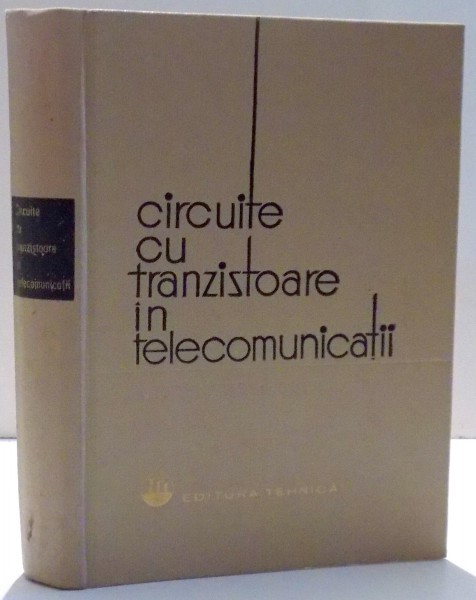 Circuite
cu
tranzistoare
în
telecomunicații
circuite
cu
tranzistoare
în
telecomunicații
EDITURA TEHNICĂ